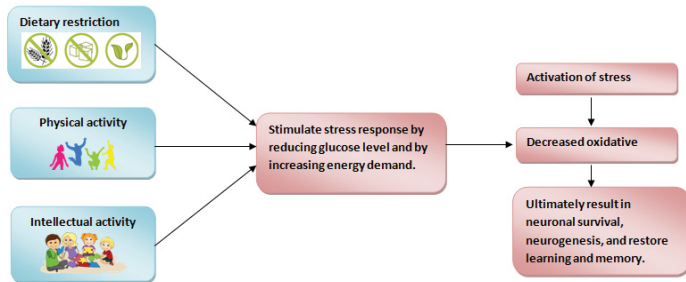 Dietary restriction
Physical activity
Intellectual activity
Stimulate stress response by
reducing glucose level and by
increasing energy demand.
Activation of stress
Decreased oxidative
Ultimately result in
neuronal survival,
neurogenesis, and restore
learning and memory.